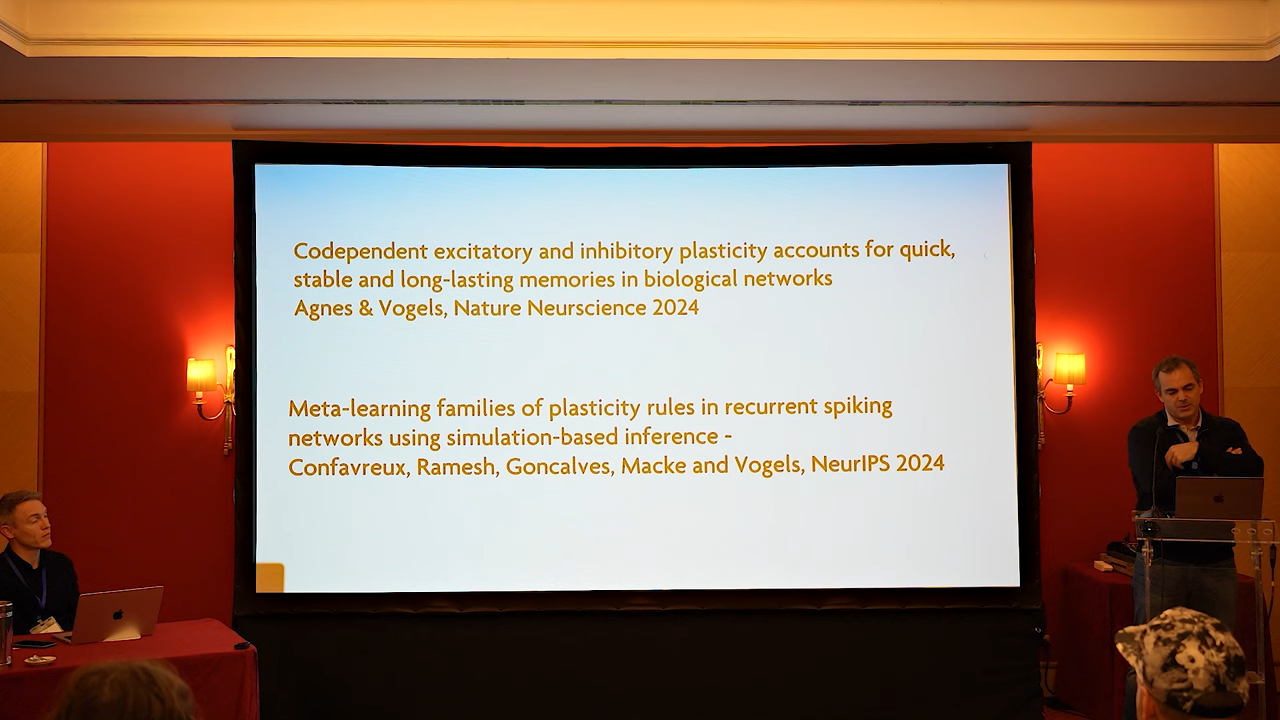 Codependent excitatory and inhibitory plasticity accounts for quick,
stable and long-lasting memories in biological networks
Agnes & Vogels, Nature Neurscience 2024
Meta-learning families of plasticity rules in recurrent spiking
networks using simulation-based inference -
Confavreux, Ramesh, Goncalves, Macke and Vogels, NeurIPS 2024